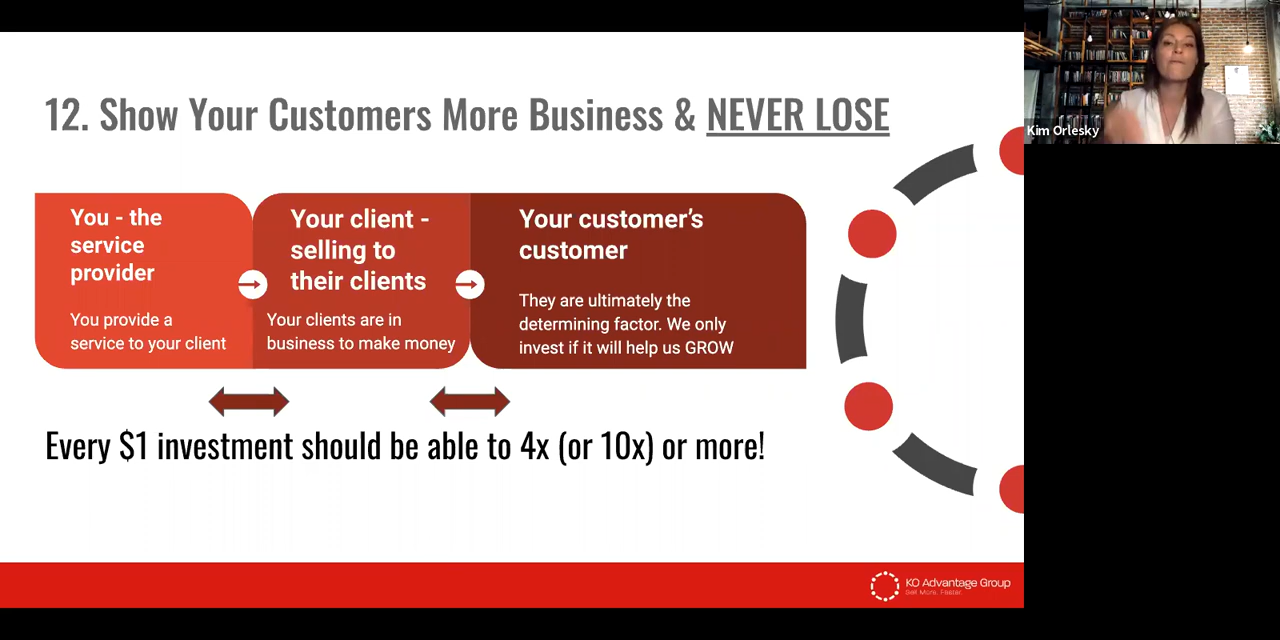 12. Show Your Customers More Business & NEVER LOSE
You - the
service
provider
You provide a
service to your client
Your client -
selling to
their clients
Your clients are in
business to make money
Your customer's
customer
They are ultimately the
determining factor. We only
invest if it will help us GROW
Every $1 investment should be able to 4x (or 10x) or more!
KO Advantage Group
Sell More. Faster.
Kim Orlesky